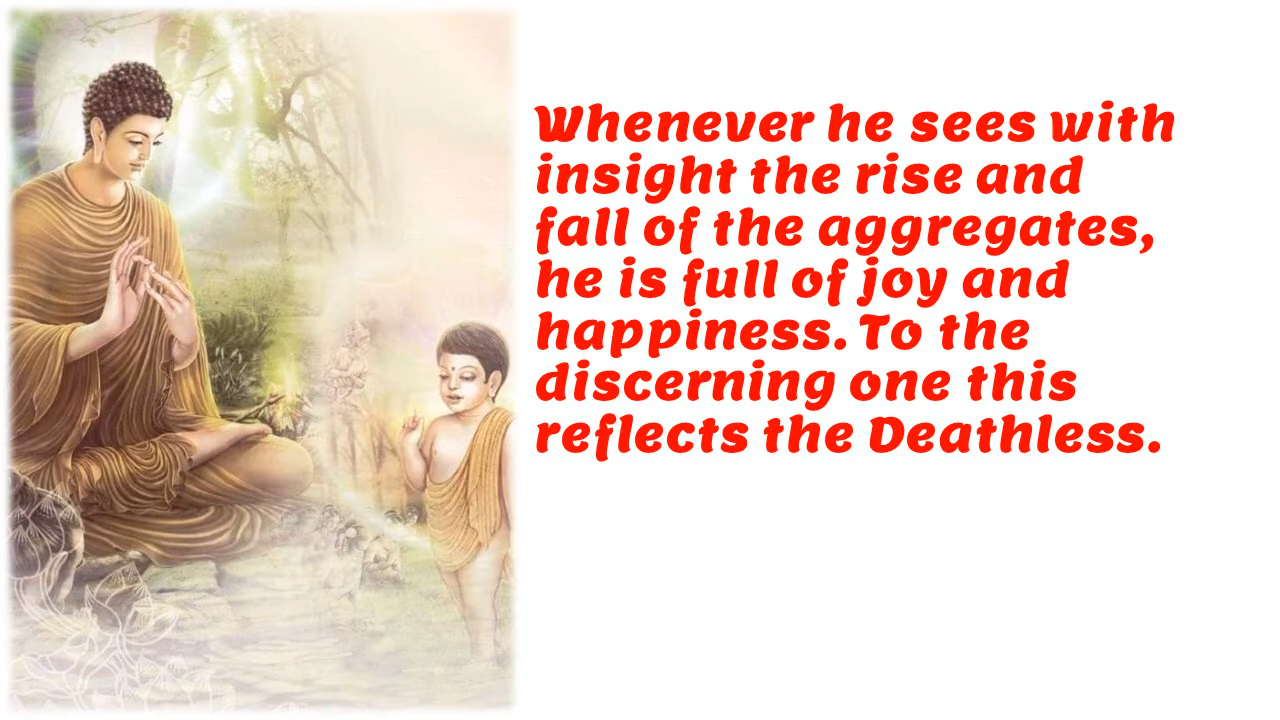 Whenever he sees with
insight the rise and
fall of the aggregates,
he is full of joy and
happiness. To the
discerning one this
reflects the Deathless.